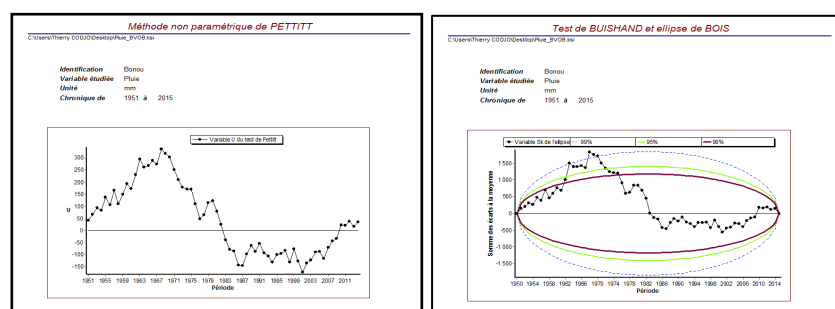 Méthode non paramétrique de PETTITT
C:\Users\Thierry CODJO\Desktop\Pluie_BVOB.ksi
Identification Bonou
Variable étudiée Pluie
Unité mm
Chronique de 1951 à 2015
Variable U du test de Pettitt
300
250
200
150
100
50
0
-50
-100
-150
U
1951 1955 1959 1963 1967 1971 1975 1979 1983 1987 1991 1995 1999 2003 2007 2011
Période
Test de BUISHAND et ellipse de BOIS
C:\Users\Thierry CODJO\Desktop\Pluie_BVOB.ksi
Identification Bonou
Variable étudiée Pluie
Unité mm
Chronique de 1951 à 2015
Variable Sk de l'ellipse 99% 95% 90%
1 500
1 000
500
0
-500
-1 000
-1 500
Somme des écarts à la moyenne
1950 1954 1958 1962 1966 1970 1974 1978 1982 1986 1990 1994 1998 2002 2006 2010 2014
Période